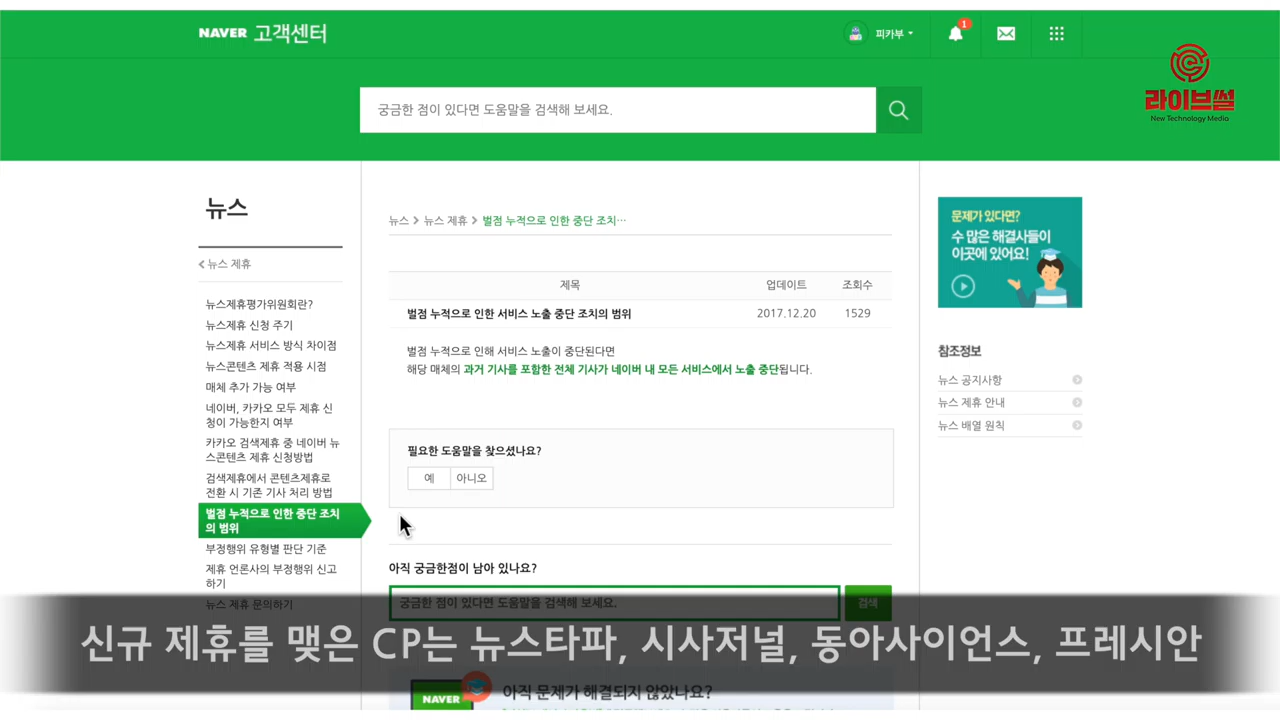 NAVER 고객센터
피카부
1
라이브썰
New Technology Media
궁금한 점이 있다면 도움말을 검색해 보세요.
뉴스
뉴스 제휴
뉴스제휴평가위원회란?
뉴스제휴 신청 주기
뉴스제휴 서비스 방식 차이점
뉴스콘텐츠 제휴 적용 시점
매체 추가 가능 여부
네이버, 카카오 모두 제휴 신
청이 가능한지 여부
카카오 검색제휴 중 네이버 뉴
스콘텐츠 제휴 신청방법
검색제휴에서 콘텐츠제휴로
전환 시 기존 기사 처리 방법
벌점 누적으로 인한 중단 조치
의 범위
부정행위 유형별 판단 기준
제휴 언론사의 부정행위 신고
하기
뉴스 제휴 문의하기
뉴스 > 뉴스 제휴 > 벌점 누적으로 인한 중단 조치…
제목 업데이트 조회수
벌점 누적으로 인한 서비스 노출 중단 조치의 범위 2017.12.20 1529
벌점 누적으로 인해 서비스 노출이 중단된다면
해당 매체의 과거 기사를 포함한 전체 기사가 네이버 내 모든 서비스에서 노출 중단됩니다.
필요한 도움말을 찾으셨나요?
예 아니오
아직 궁금한점이 남아 있나요?
궁금한 점이 있다면 도움말을 검색해 보세요. 검색
문제가 있다면?
수 많은 해결사들이
이곳에 있어요!
참조정보
뉴스 공지사항
뉴스 제휴 안내
뉴스 배열 원칙
신규 제휴를 맺은 CP는 뉴스타파, 시사저널, 동아사이언스, 프레시안
NAVER
아직 문제가 해결되지 않았나요?